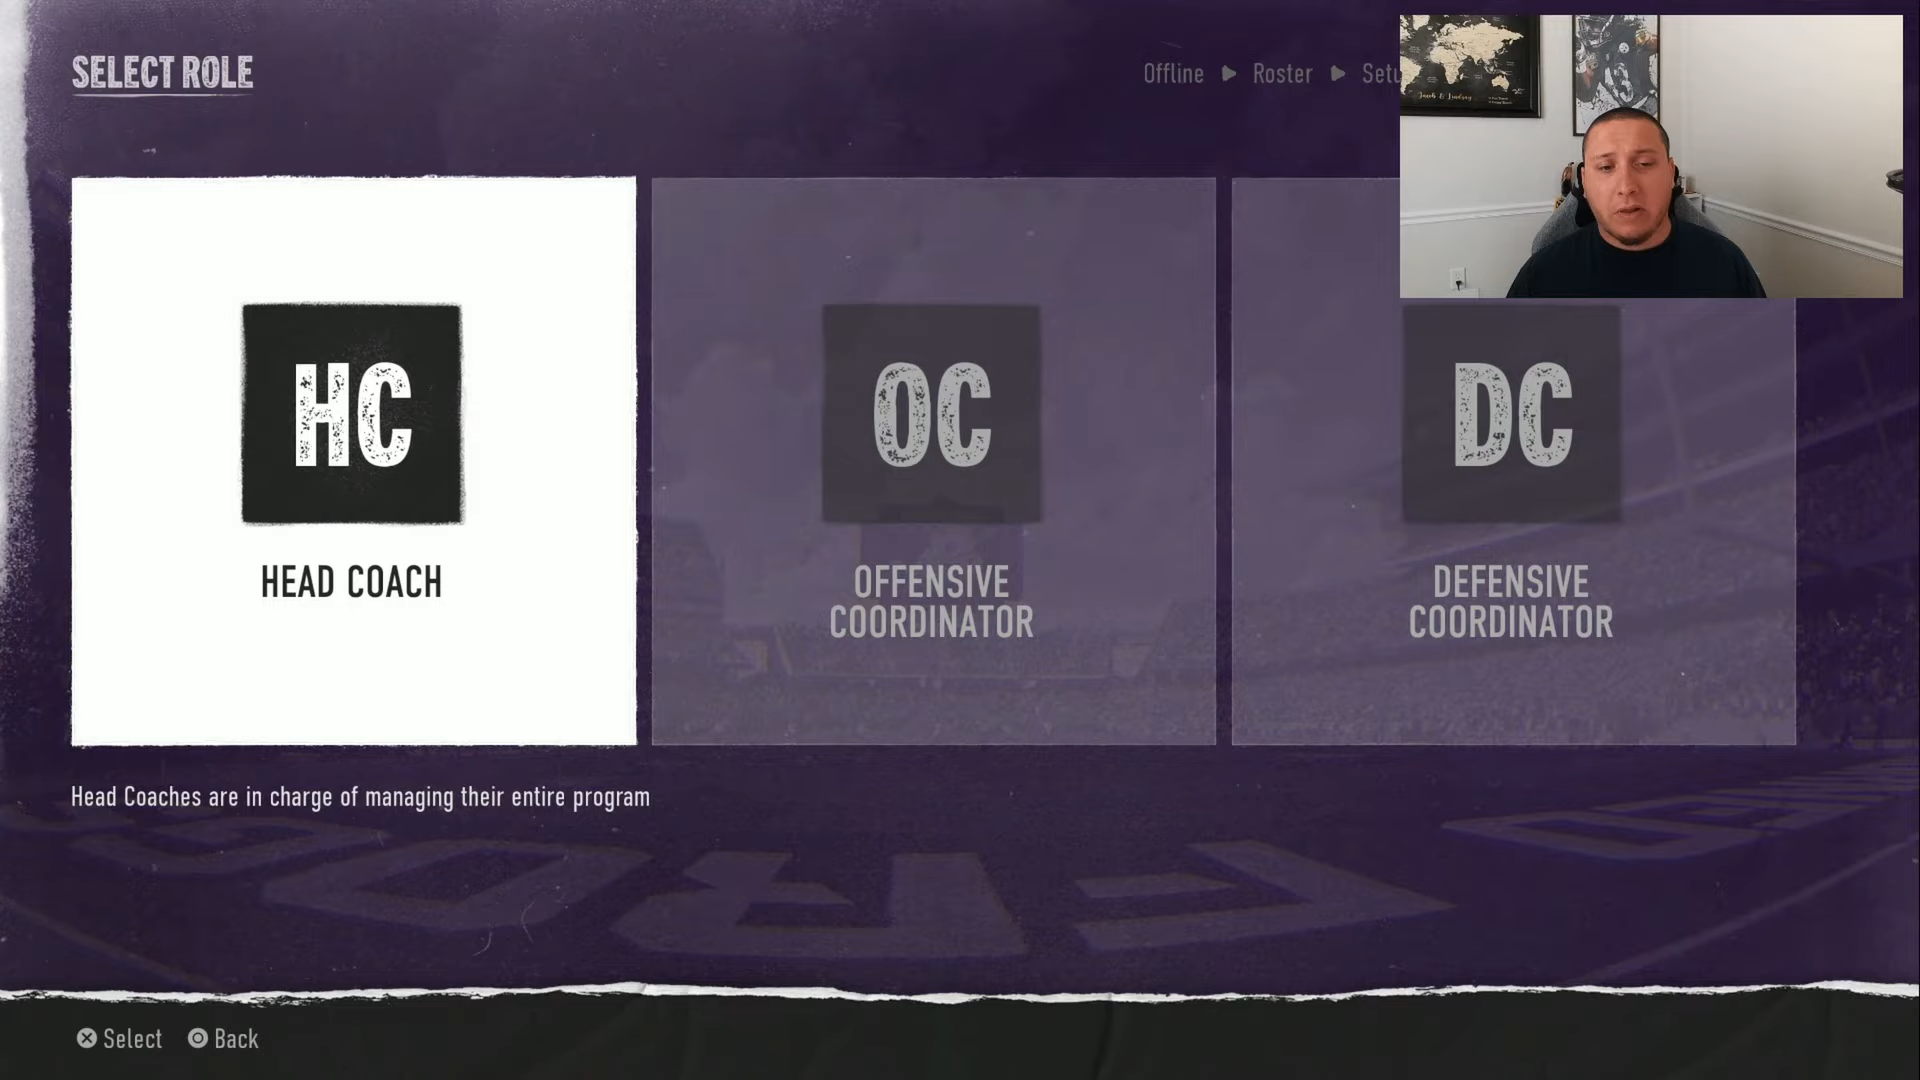 SELECT ROLE
Offline ▶ Roster ▶ Setu
HC
HEAD COACH
OC
OFFENSIVE
COORDINATOR
DC
DEFENSIVE
COORDINATOR
Head Coaches are in charge of managing their entire program
Select
Back